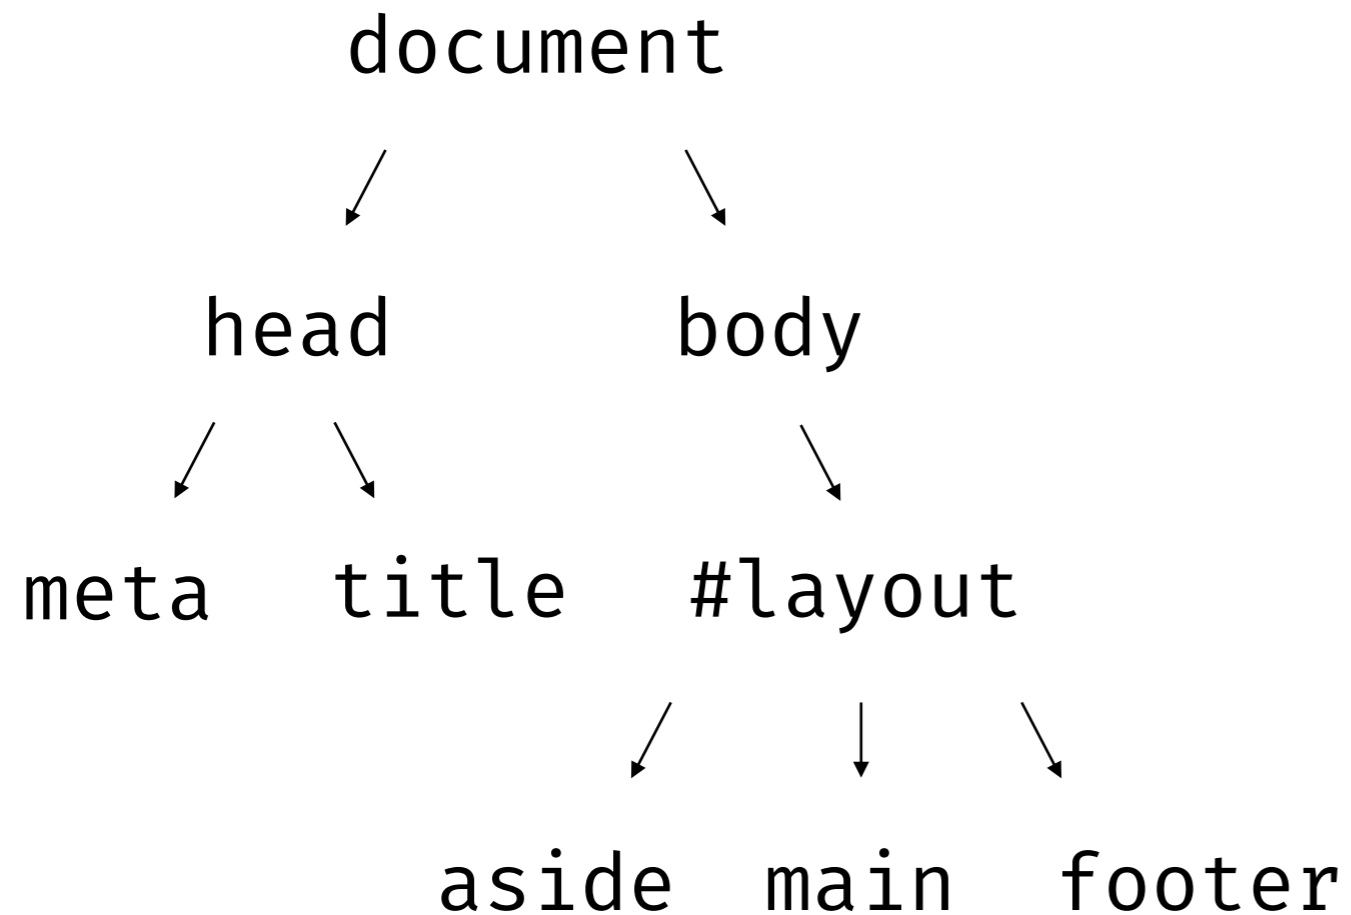 document
head body
meta title #layout
aside main footer